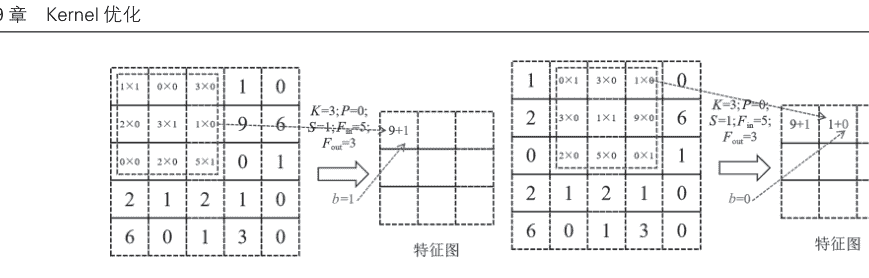 章 Kernel 优化
1×1 0×0 3×0 1 0
2×0 3×1 1×0 9 6
0×0 2×0 5×1 0 1
2 1 2 1 0
6 0 1 3 0
K=3;P=0;
S=1;Fin=5;
Fout=3
b=1
9+1
特征图
1 0×1 3×0 1×0 0
2 3×0 1×1 9×0 6
0 2×0 5×0 0×1 1
2 1 2 1 0
6 0 1 3 0
K=3;P=0;
S=1;Fin=5;
Fout=3
b=0
9+1 1+0
特征图